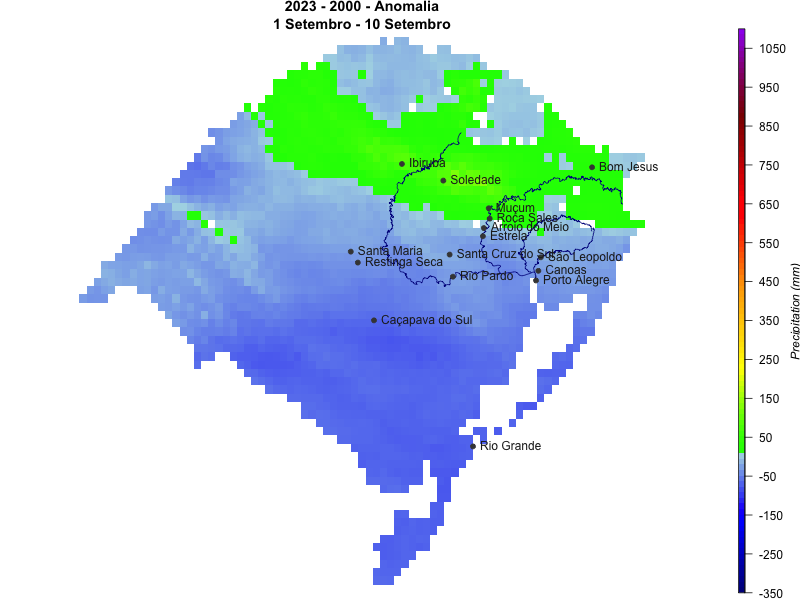 2023 - 2000 - Anomalia
1 Setembro - 10 Setembro
Ibirubá
Soledade
Bom Jesus
Muçum
Roca Sales
Arroio do Meio
Estrela
Santa Maria
Restinga Seca
Santa Cruz do Sul
São Leopoldo
Canoas
Rio Pardo
Porto Alegre
Caçapava do Sul
Rio Grande
1050
950
850
750
650
550
450
350
250
150
50
-50
-150
-250
-350
Precipitation (mm)